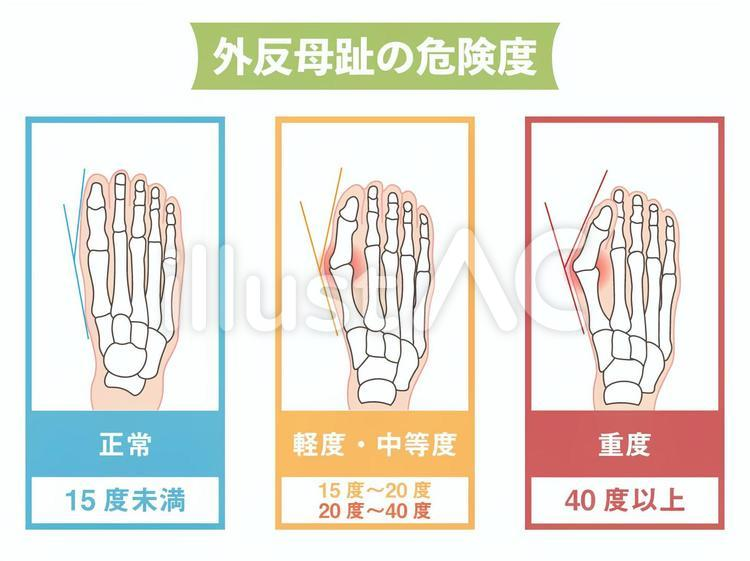 外反母趾の危険度
正常
15度未満
軽度・中等度
15度～20度
20度～40度
重度
40度以上
illustAC